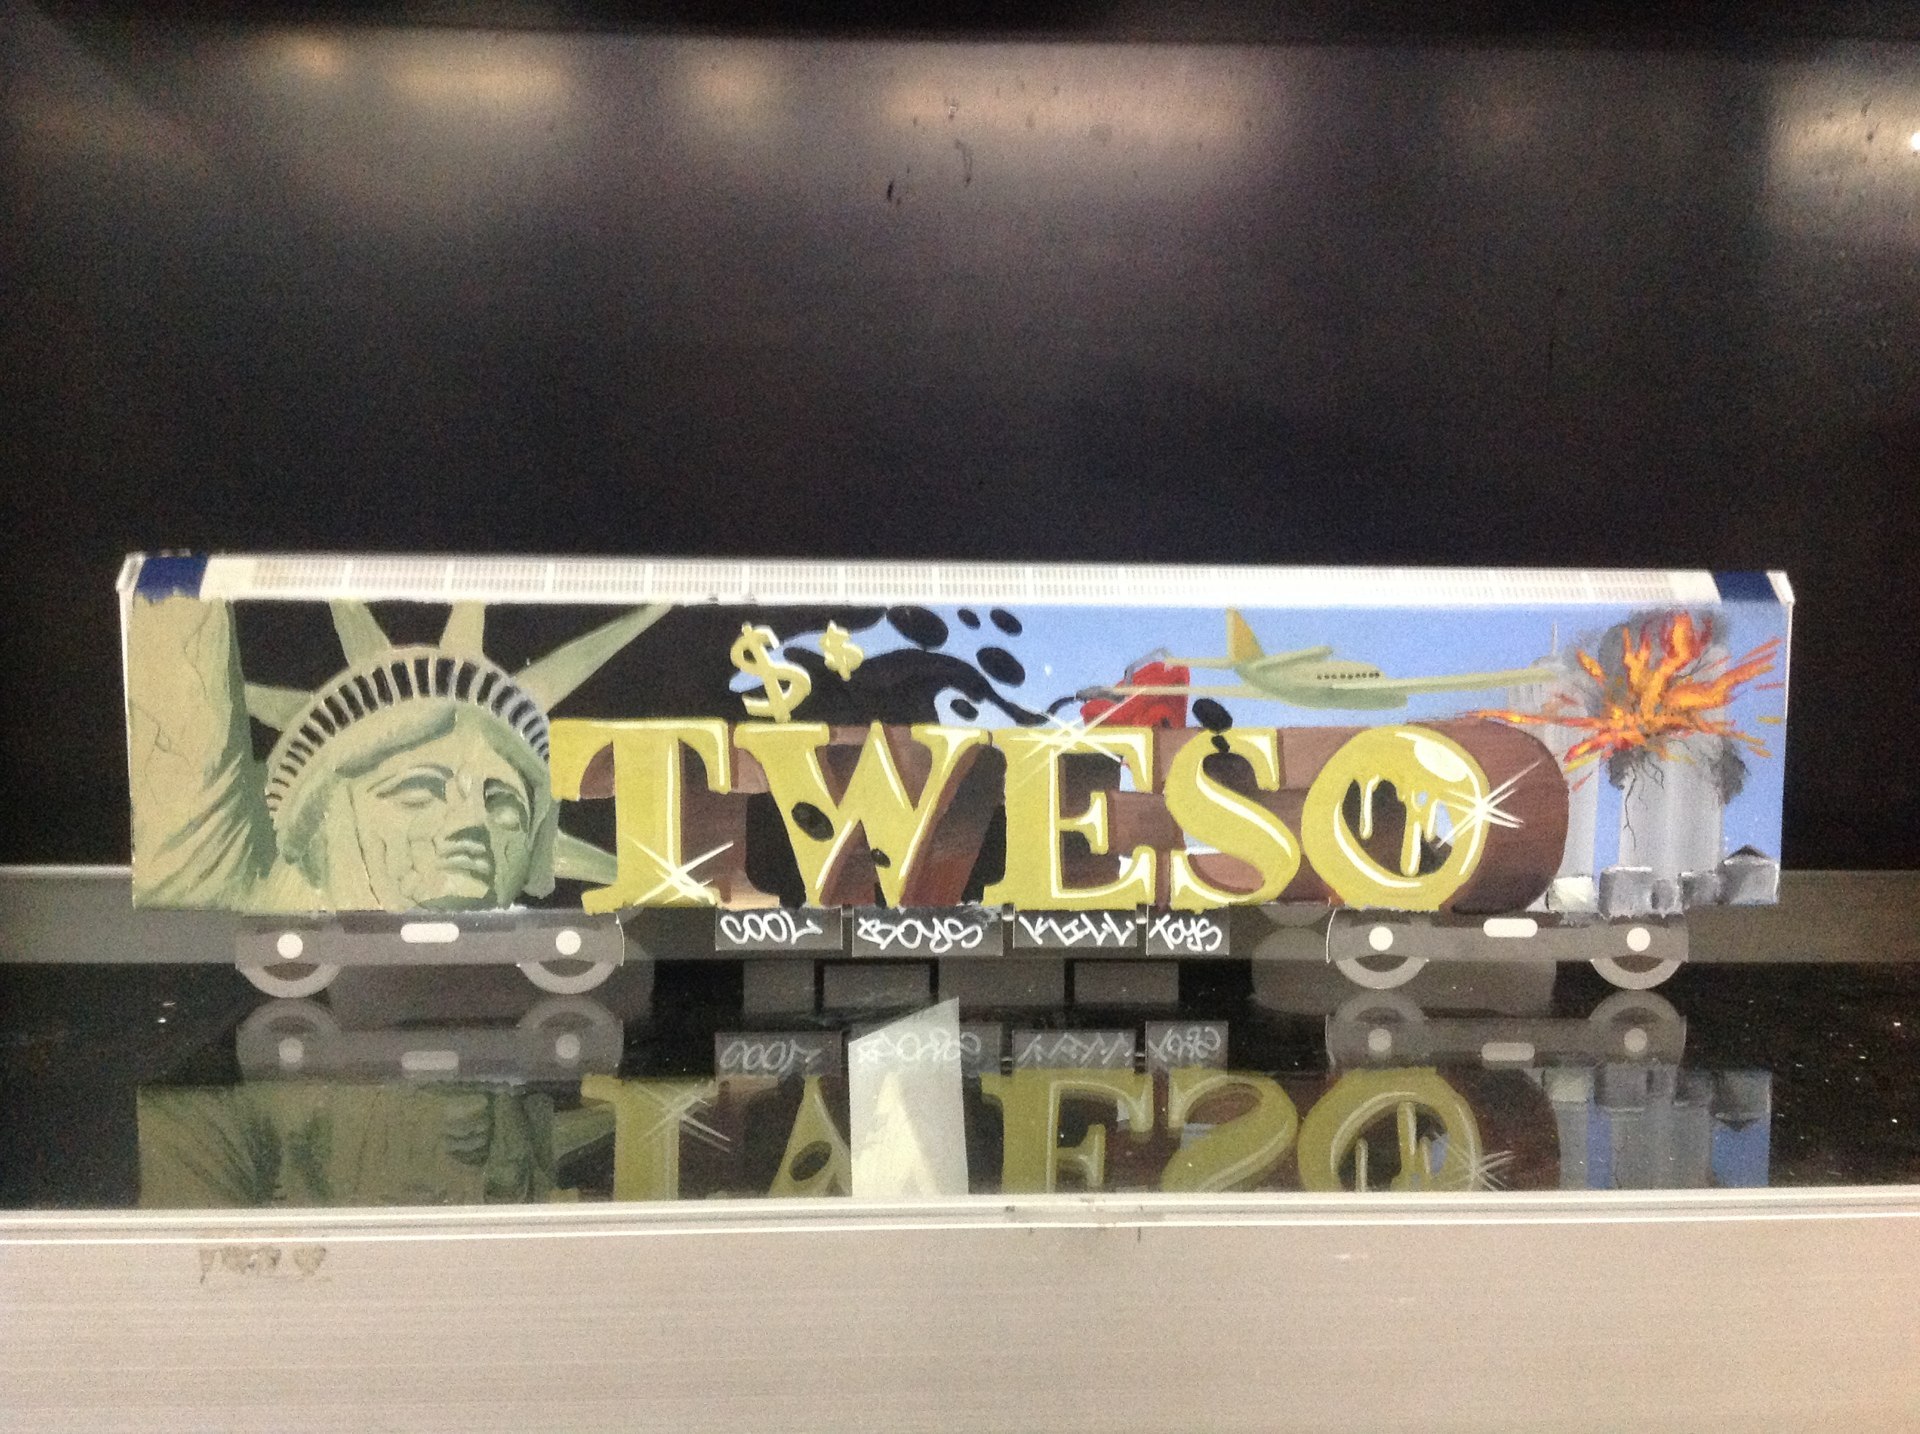 $ $
TWESO
COOL BOYS KILL TOYS